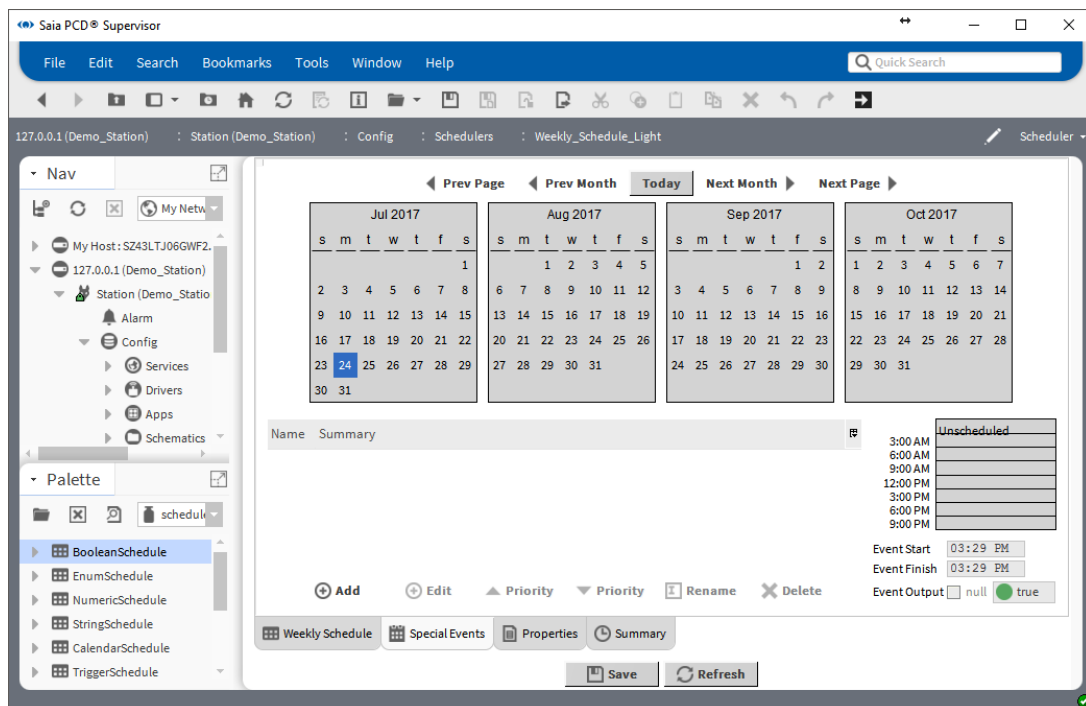 Saia PCD® Supervisor
File Edit Search Bookmarks Tools Window Help
Quick Search
127.0.0.1 (Demo_Station) : Station (Demo_Station) : Config : Schedulers : Weekly_Schedule_Light
Scheduler
Nav
My Netw
My Host : SZ43LTJ06GWF2.
127.0.0.1 (Demo_Station)
Station (Demo_Statio
Alarm
Config
Services
Drivers
Apps
Schematics
Palette
schedule
BooleanSchedule
EnumSchedule
NumericSchedule
StringSchedule
CalendarSchedule
TriggerSchedule
Prev Page Prev Month Today Next Month Next Page
Jul 2017
s m t w t f s
1
2 3 4 5 6 7 8
9 10 11 12 13 14 15
16 17 18 19 20 21 22
23 24 25 26 27 28 29
30 31
Aug 2017
s m t w t f s
1 2 3 4 5
6 7 8 9 10 11 12
13 14 15 16 17 18 19
20 21 22 23 24 25 26
27 28 29 30 31
Sep 2017
s m t w t f s
1 2
3 4 5 6 7 8 9
10 11 12 13 14 15 16
17 18 19 20 21 22 23
24 25 26 27 28 29 30
Oct 2017
s m t w t f s
1 2 3 4 5 6 7
8 9 10 11 12 13 14
15 16 17 18 19 20 21
22 23 24 25 26 27 28
29 30 31
Name Summary
Unscheduled
3:00 AM
6:00 AM
9:00 AM
12:00 PM
3:00 PM
6:00 PM
9:00 PM
Event Start 03:29 PM
Event Finish 03:29 PM
Event Output null true
Add Edit Priority Priority Rename Delete
Weekly Schedule Special Events Properties Summary
Save Refresh